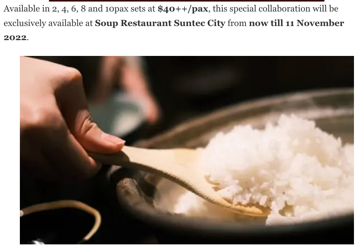 Available in 2, 4, 6, 8 and 10pax sets at $40++/pax, this special collaboration will be
exclusively available at Soup Restaurant Suntec City from now till 11 November
2022.